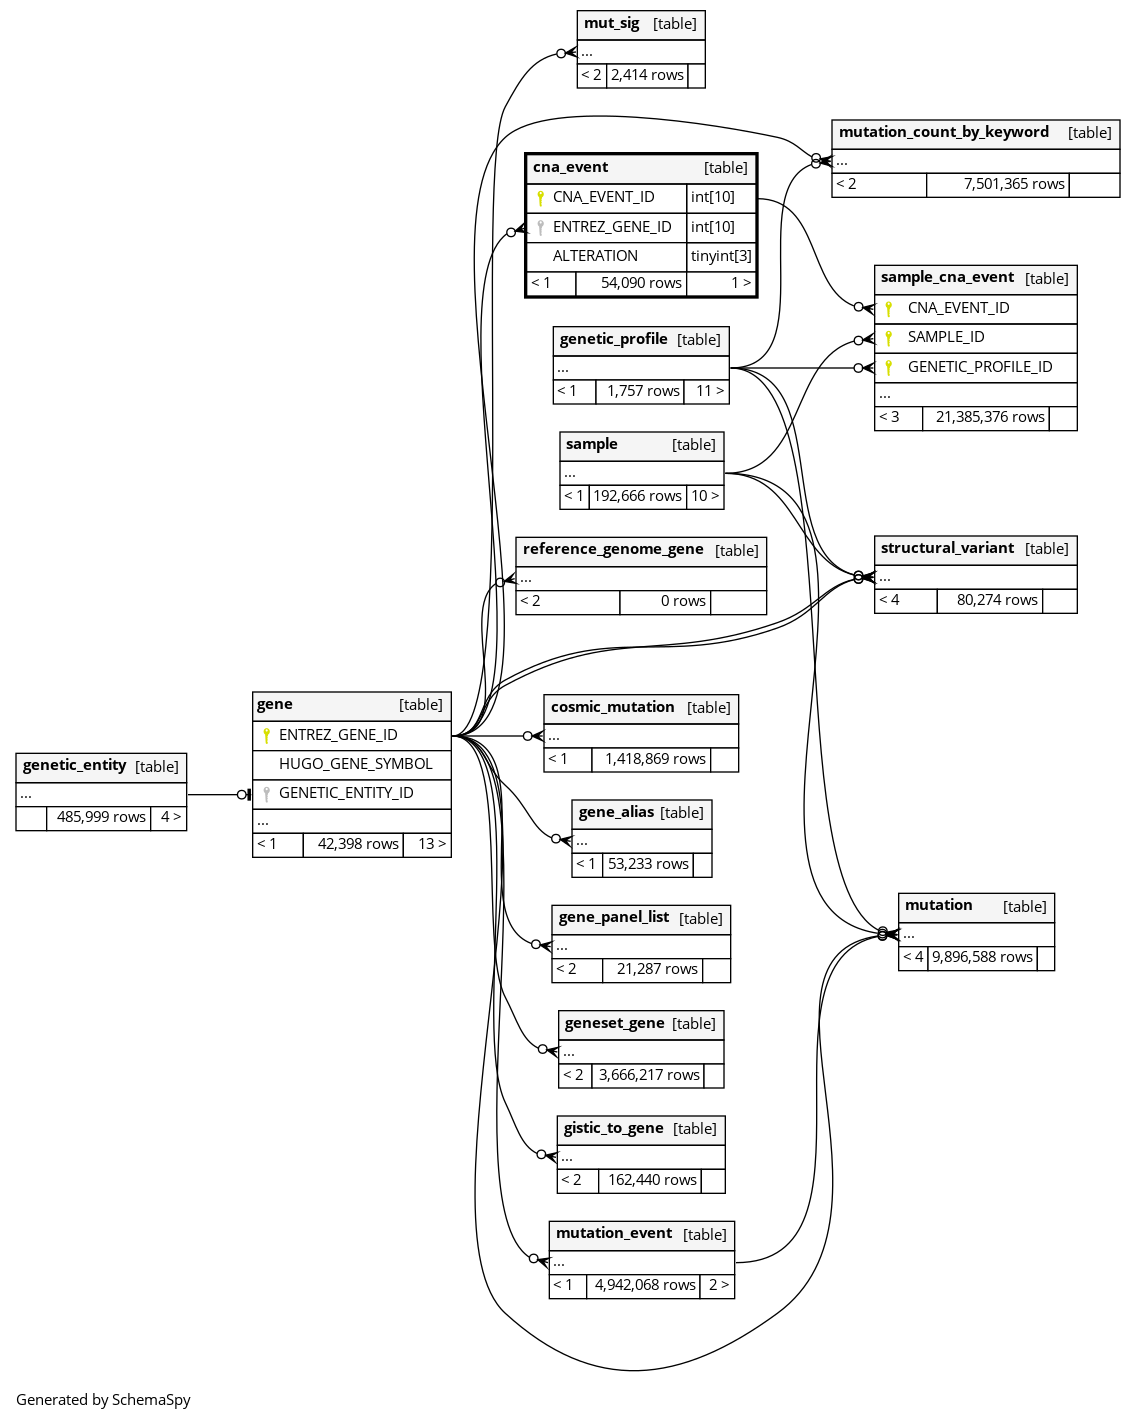 mut_sig [table]
...
< 2 2,414 rows
mutation_count_by_keyword [table]
...
< 2 7,501,365 rows
cna_event [table]
CNA_EVENT_ID int[10]
ENTREZ_GENE_ID int[10]
ALTERATION tinyint[3]
< 1 54,090 rows 1 >
sample_cna_event [table]
CNA_EVENT_ID
SAMPLE_ID
GENETIC_PROFILE_ID
...
< 3 21,385,376 rows
genetic_profile [table]
...
< 1 1,757 rows 11 >
sample [table]
...
< 1 192,666 rows 10 >
reference_genome_gene [table]
...
< 2 0 rows
structural_variant [table]
...
< 4 80,274 rows
gene [table]
ENTREZ_GENE_ID
HUGO_GENE_SYMBOL
GENETIC_ENTITY_ID
...
< 1 42,398 rows 13 >
genetic_entity [table]
...
485,999 rows 4 >
cosmic_mutation [table]
...
< 1 1,418,869 rows
gene_alias [table]
...
< 1 53,233 rows
gene_panel_list [table]
...
< 2 21,287 rows
mutation [table]
...
< 4 9,896,588 rows
geneset_gene [table]
...
< 2 3,666,217 rows
gistic_to_gene [table]
...
< 2 162,440 rows
mutation_event [table]
...
< 1 4,942,068 rows 2 >
Generated by SchemaSpy